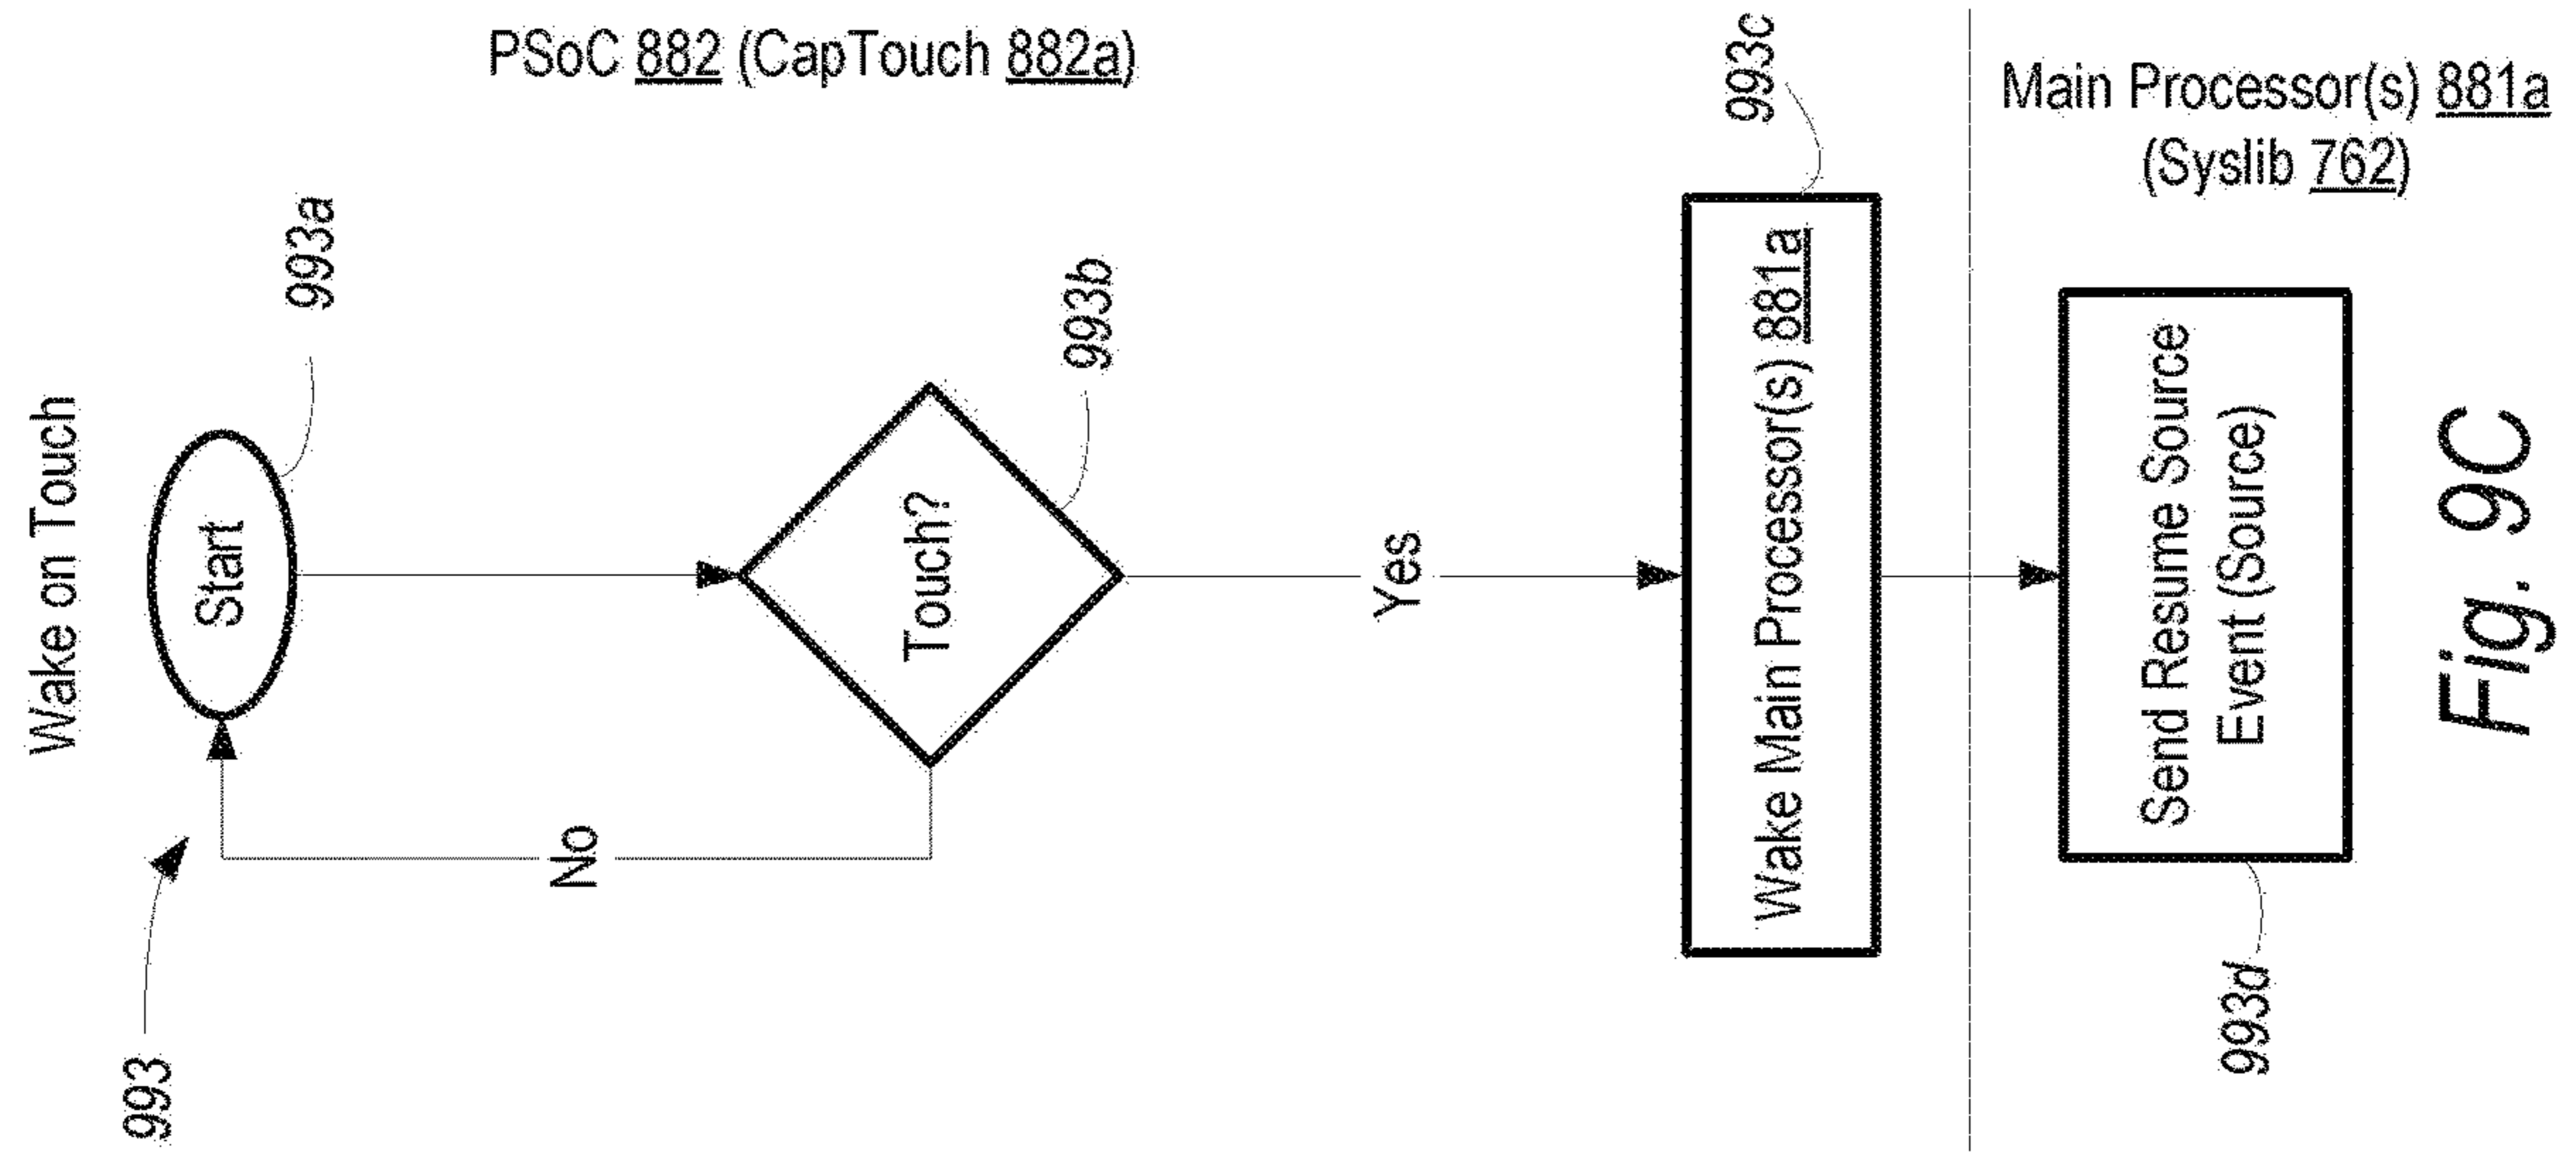 Wake on Touch
993
Start
993a
PSoC 882 (CapTouch 882a)
No
Touch?
993b
Yes
993c
Wake Main Processor(s) 881a
Main Processor(s) 881a
(Syslib 762)
Send Resume Source
Event (Source)
993d
Fig. 9C